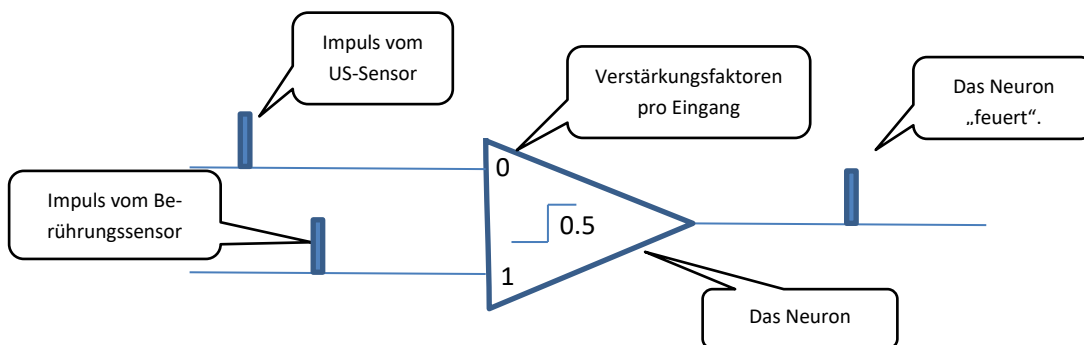 Impuls vom
US-Sensor
Verstärkungsfaktoren
pro Eingang
Das Neuron
„feuert“.
Impuls vom Be-
rührungssensor
0
0.5
1
Das Neuron